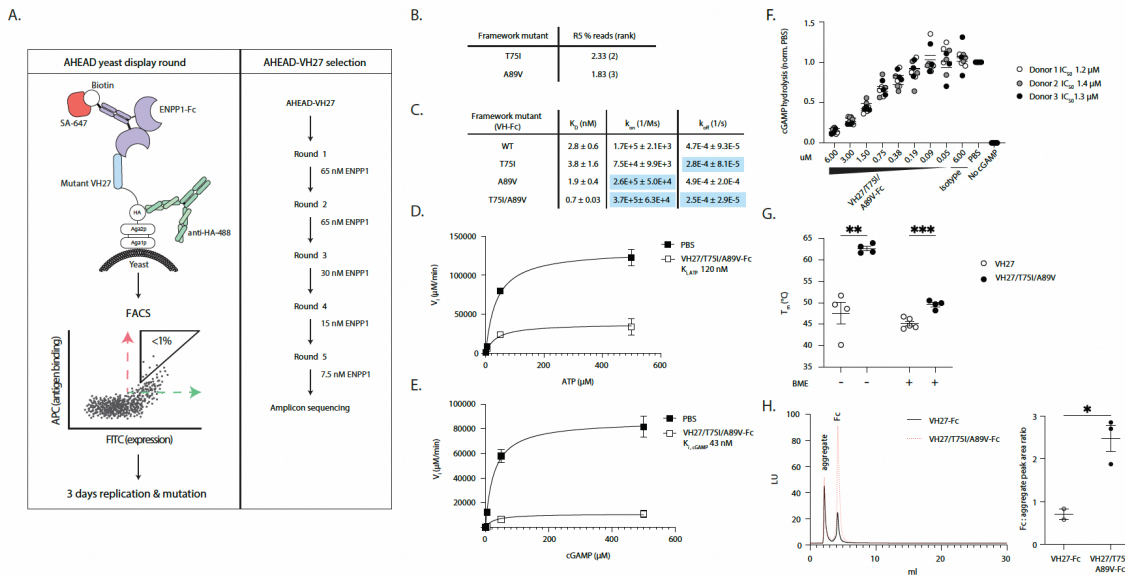 A.
AHEAD yeast display round
AHEAD-VH27 selection
Biotin
ENPP1-Fc
SA-647
Mutant VH27
HA
anti-HA-488
Aga2p
Aga1p
Yeast
FACS
<1%
APC (antigen binding)
FITC (expression)
3 days replication & mutation
AHEAD-VH27
Round 1
65 nM ENPP1
Round 2
65 nM ENPP1
Round 3
30 nM ENPP1
Round 4
15 nM ENPP1
Round 5
7.5 nM ENPP1
Amplicon sequencing
B.
Framework mutant R5 % reads (rank)
T75I 2.33 (2)
A89V 1.83 (3)
C.
Framework mutant (VH-Fc) KD (nM) kon (1/Ms) koff (1/s)
WT 2.8 ± 0.6 1.7E+5 ± 2.1E+3 4.7E-4 ± 9.3E-5
T75I 3.8 ± 1.6 7.5E+4 ± 9.9E+3 2.8E-4 ± 8.1E-5
A89V 1.9 ± 0.4 2.6E+5 ± 5.0E+4 4.9E-4 ± 2.0E-4
T75I/A89V 0.7 ± 0.03 3.7E+5± 6.3E+4 2.5E-4 ± 2.9E-5
D.
150000
100000
50000
0
Vi (µM/min)
0 200 400 600
ATP (µM)
PBS
VH27/T75I/A89V-Fc
Ki,ATP 120 nM
E.
100000
80000
60000
40000
20000
0
Vi (µM/min)
0 200 400 600
cGAMP (µM)
PBS
VH27/T75I/A89V-Fc
Ki, cGAMP 43 nM
F.
cGAMP hydrolysis (norm. PBS)
1.5
1.0
0.5
0.0
uM
6.00 3.00 1.50 0.75 0.38 0.19 0.09 0.05 6.00 PBS No cGAMP
VH27/T75I/
A89V-Fc
Isotype
Donor 1 IC50 1.2 µM
Donor 2 IC50 1.4 µM
Donor 3 IC50 1.3 µM
G.
Tm (°C)
65
60
55
50
45
40
35
** ***
VH27
VH27/T75I/A89V
BME - - + +
H.
LU
100
80
60
40
20
0
0 10 20 30
ml
aggregate
Fc
VH27-Fc
VH27/T75I/A89V-Fc
Fc : aggregate peak area ratio
3
2
1
0
*
VH27-Fc
VH27/T75I/
A89V-Fc